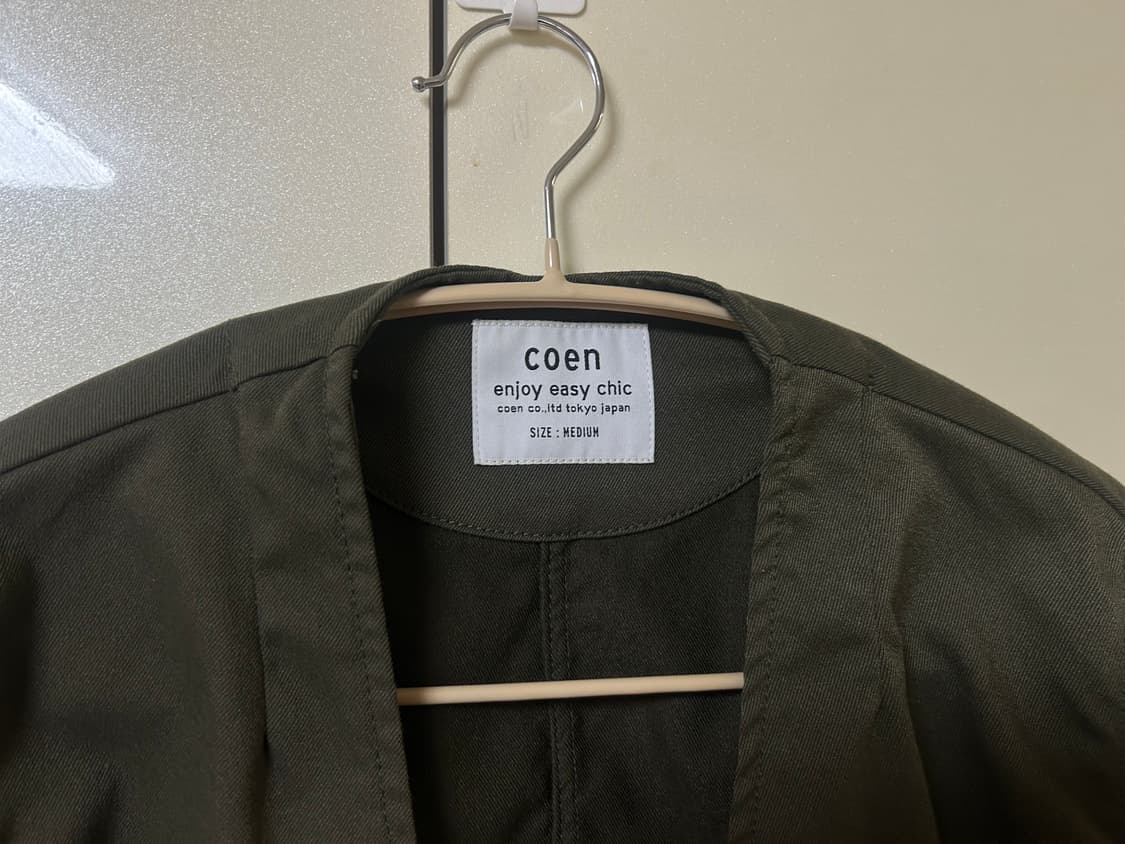 coen
enjoy easy chic
coen co.,ltd tokyo japan
SIZE : MEDIUM